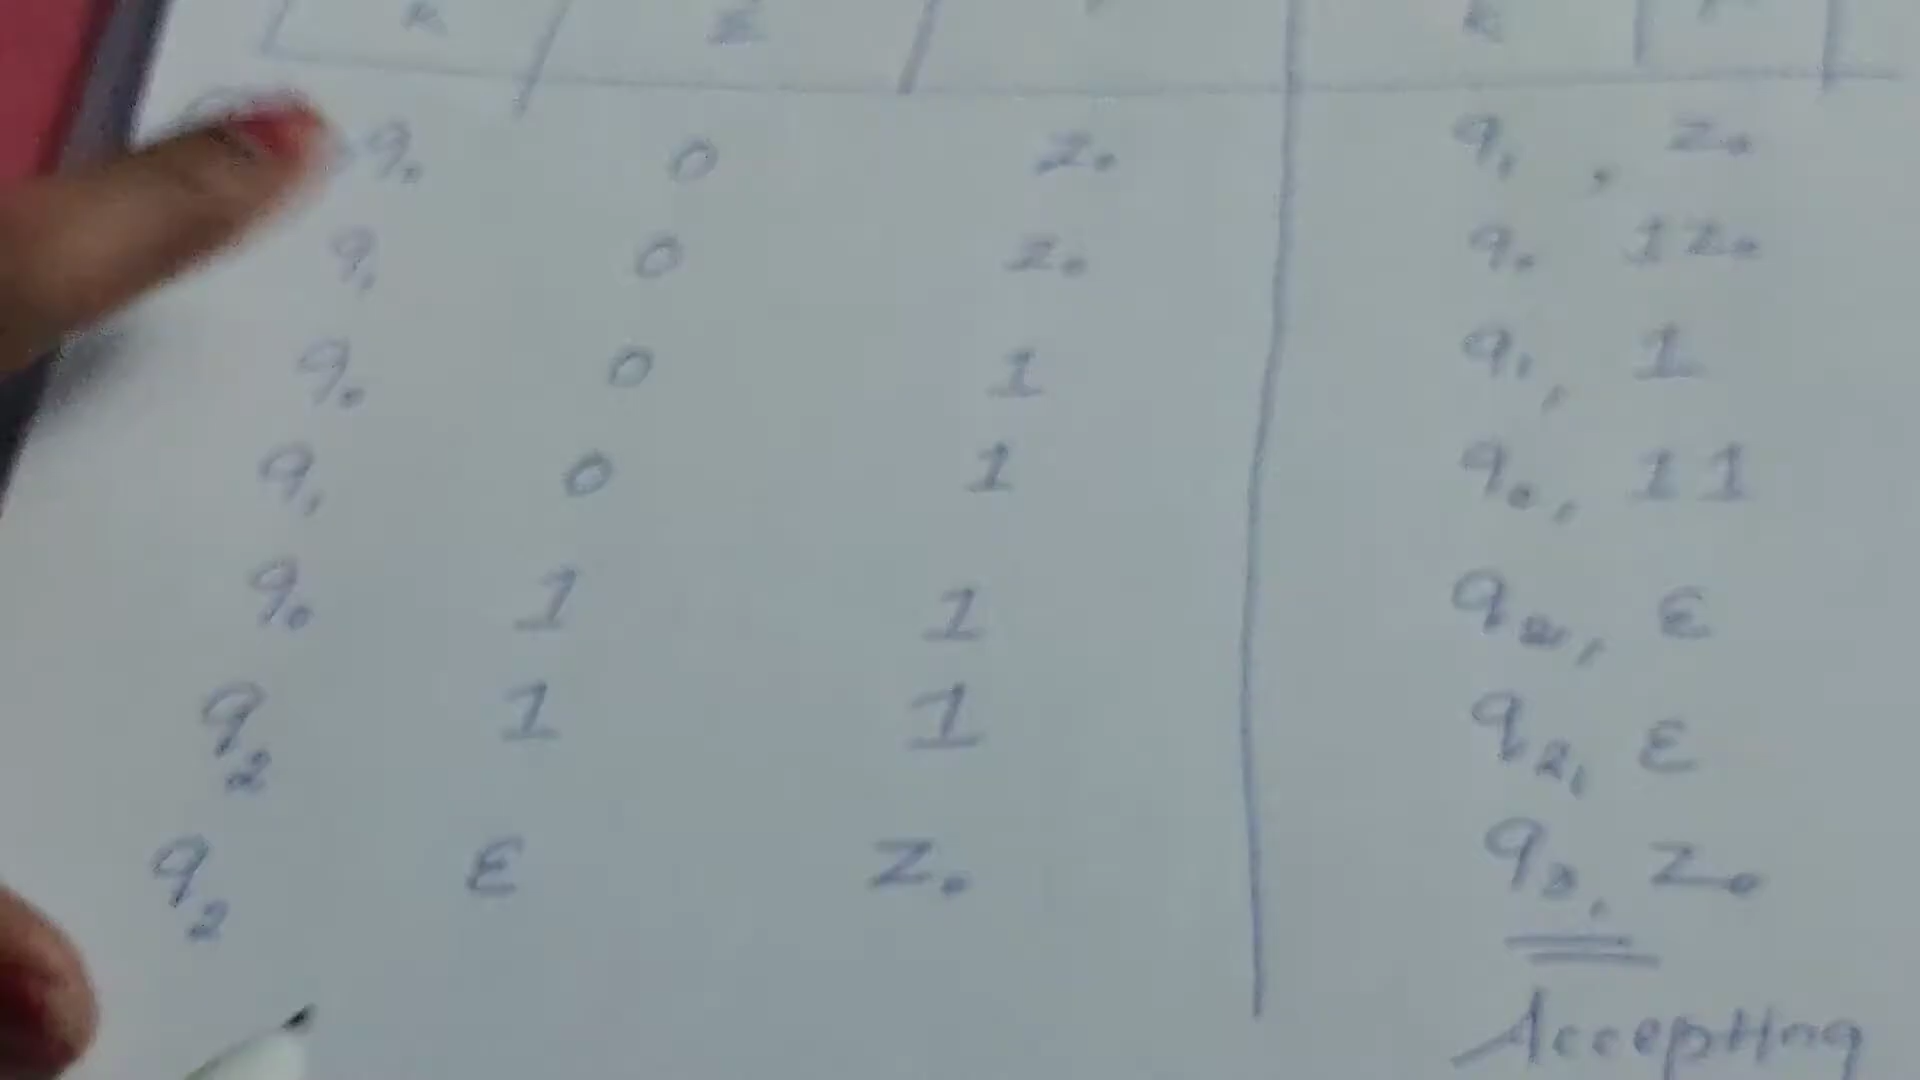 K Σ Γ K Γ
q₀ 0 z₀ q₁, z₀
q₁ 0 z₀ q₀ 1z₀
q₀ 0 1 q₁, 1
q₁ 0 1 q₀, 11
q₀ 1 1 q₂, ε
q₂ 1 1 q₂, ε
q₂ ε z₀ q₃, z₀
Accepting